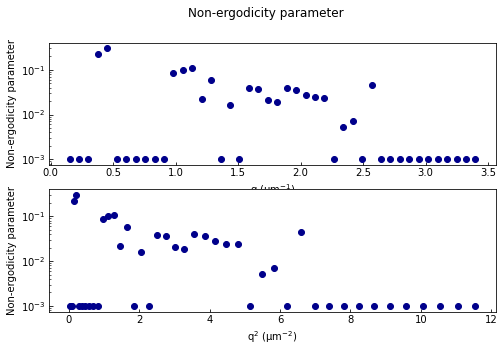 Non-ergodicity parameter
Non-ergodicity parameter
10⁻¹
10⁻²
10⁻³
0.0 0.5 1.0 1.5 2.0 2.5 3.0 3.5
q (μm⁻¹)
Non-ergodicity parameter
10⁻¹
10⁻²
10⁻³
0 2 4 6 8 10 12
q² (μm⁻²)